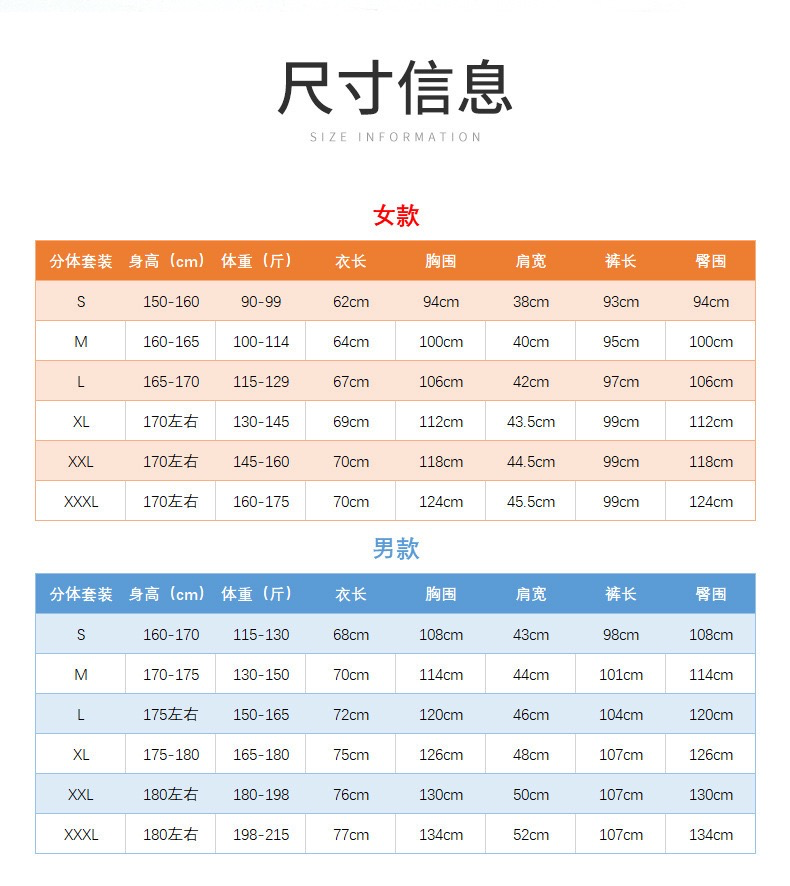 尺寸信息
SIZE INFORMATION
女款
分体套装 身高（cm） 体重（斤） 衣长 胸围 肩宽 裤长 臀围
S 150-160 90-99 62cm 94cm 38cm 93cm 94cm
M 160-165 100-114 64cm 100cm 40cm 95cm 100cm
L 165-170 115-129 67cm 106cm 42cm 97cm 106cm
XL 170左右 130-145 69cm 112cm 43.5cm 99cm 112cm
XXL 170左右 145-160 70cm 118cm 44.5cm 99cm 118cm
XXXL 170左右 160-175 70cm 124cm 45.5cm 99cm 124cm
男款
分体套装 身高（cm） 体重（斤） 衣长 胸围 肩宽 裤长 臀围
S 160-170 115-130 68cm 108cm 43cm 98cm 108cm
M 170-175 130-150 70cm 114cm 44cm 101cm 114cm
L 175左右 150-165 72cm 120cm 46cm 104cm 120cm
XL 175-180 165-180 75cm 126cm 48cm 107cm 126cm
XXL 180左右 180-198 76cm 130cm 50cm 107cm 130cm
XXXL 180左右 198-215 77cm 134cm 52cm 107cm 134cm